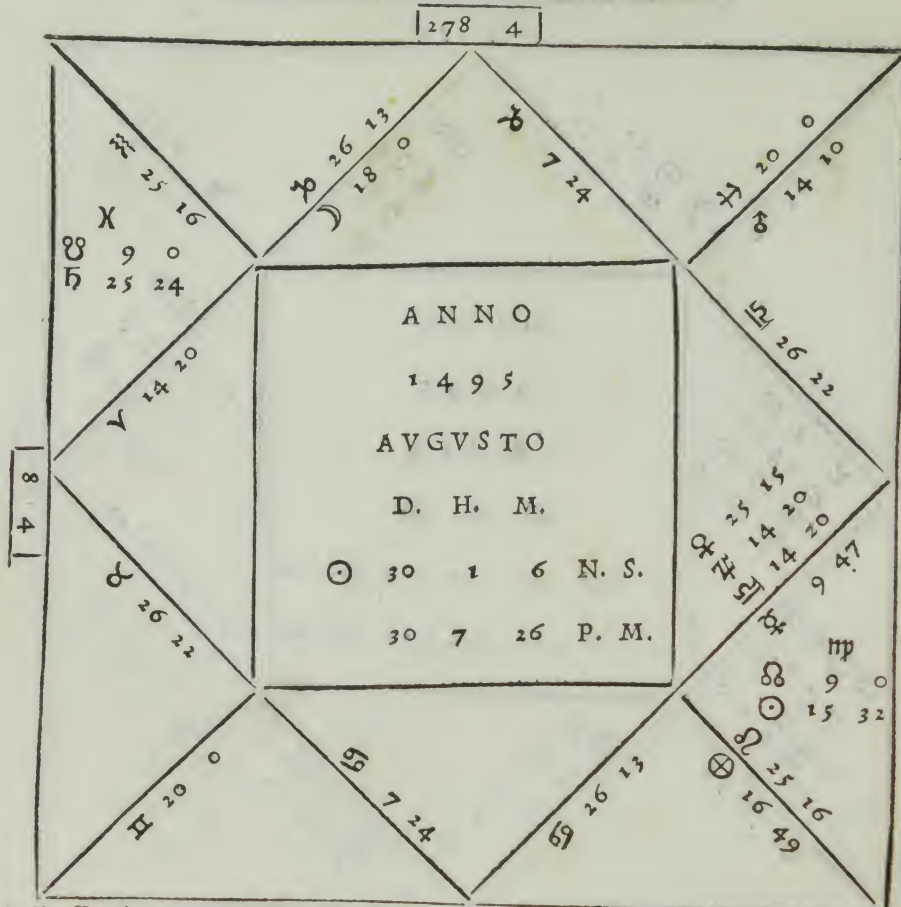 278 4
♑ 26 13
☽ 18 0
♑ 7 24
♐ 20 0
♂ 14 10
♒ 25 16
♓
☋ 9 0
♄ 25 24
♈ 14 20
8 4
♉ 26 22
♊ 20 0
♋ 7 24
ANNO
1495
AVGVSTO
D. H. M.
☉ 30 1 6 N. S.
30 7 26 P. M.
26 22
♀ 25 15
♃ 14 20
♎ 14 20
☿ 9 47
♍
☊ 9 0
☉ 15 32
♌ 25 16
⊗ 16 49
♋ 26 13